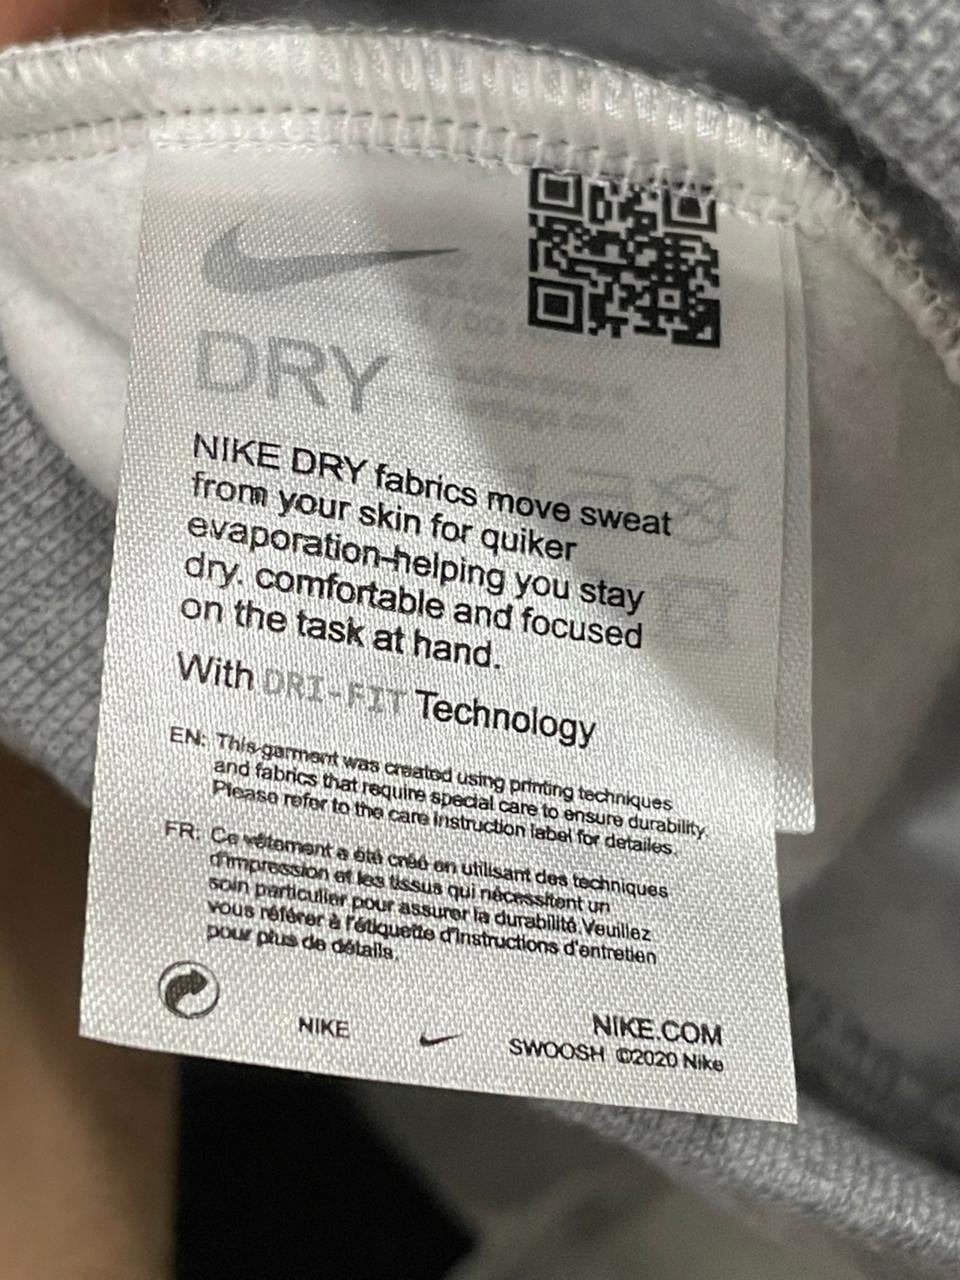 DRY
NIKE DRY fabrics move sweat
from your skin for quiker
evaporation-helping you stay
dry. comfortable and focused
on the task at hand.
With DRI-FIT Technology
EN: This garment was created using printing techniques
and fabrics that require special care to ensure durability.
Please refer to the care instruction label for detailes.
FR: Ce vêtement a été créé en utilisant des techniques
d'impression et les tissus qui nécessitent un
soin particulier pour assurer la durabilité.Veuillez
vous référer à l'étiquette d'instructions d'entretien
pour plus de détails.
NIKE
NIKE.COM
SWOOSH ©2020 Nike